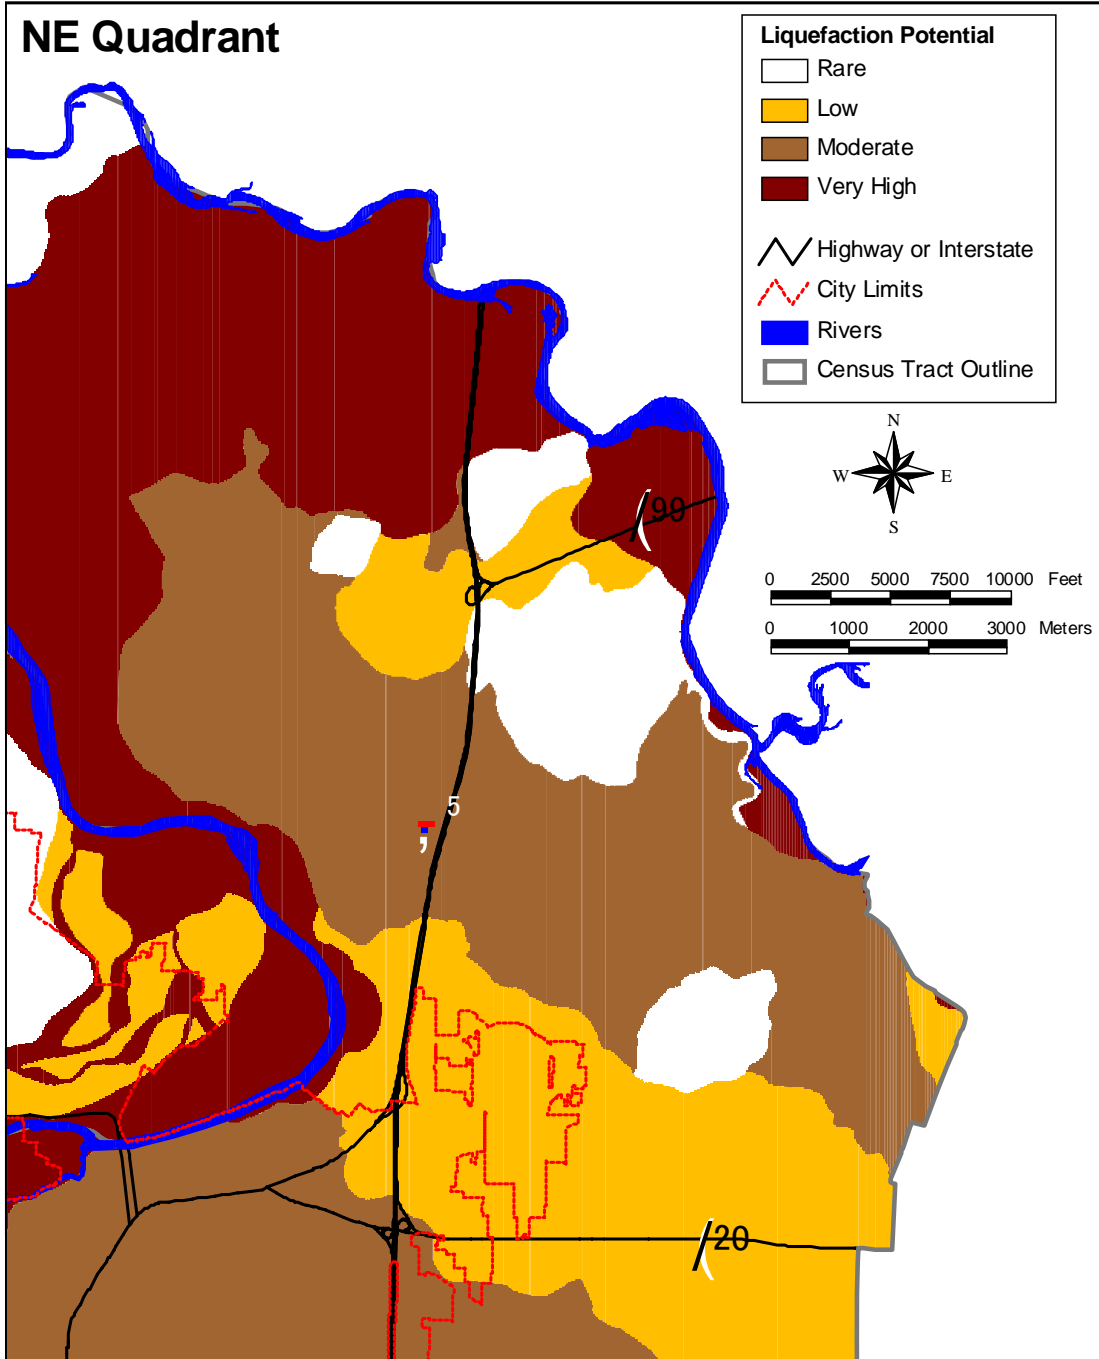 NE Quadrant
Liquefaction Potential
Rare
Low
Moderate
Very High
Highway or Interstate
City Limits
Rivers
Census Tract Outline
N
W E
S
0 2500 5000 7500 10000 Feet
0 1000 2000 3000 Meters
99
5
20